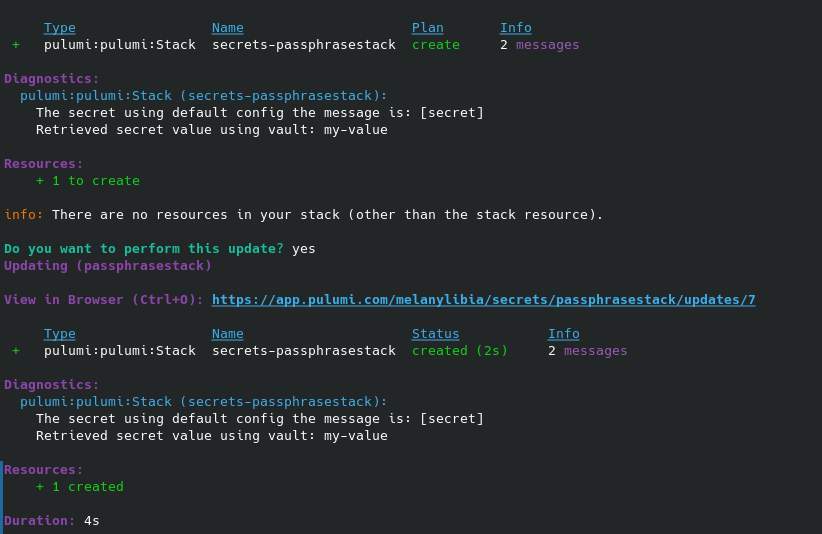 Type Name Plan Info
+ pulumi:pulumi:Stack secrets-passphrasestack create 2 messages
Diagnostics:
pulumi:pulumi:Stack (secrets-passphrasestack):
The secret using default config the message is: [secret]
Retrieved secret value using vault: my-value
Resources:
+ 1 to create
info: There are no resources in your stack (other than the stack resource).
Do you want to perform this update? yes
Updating (passphrasestack)
View in Browser (Ctrl+O): https://app.pulumi.com/melanylibia/secrets/passphrasestack/updates/7
Type Name Status Info
+ pulumi:pulumi:Stack secrets-passphrasestack created (2s) 2 messages
Diagnostics:
pulumi:pulumi:Stack (secrets-passphrasestack):
The secret using default config the message is: [secret]
Retrieved secret value using vault: my-value
Resources:
+ 1 created
Duration: 4s